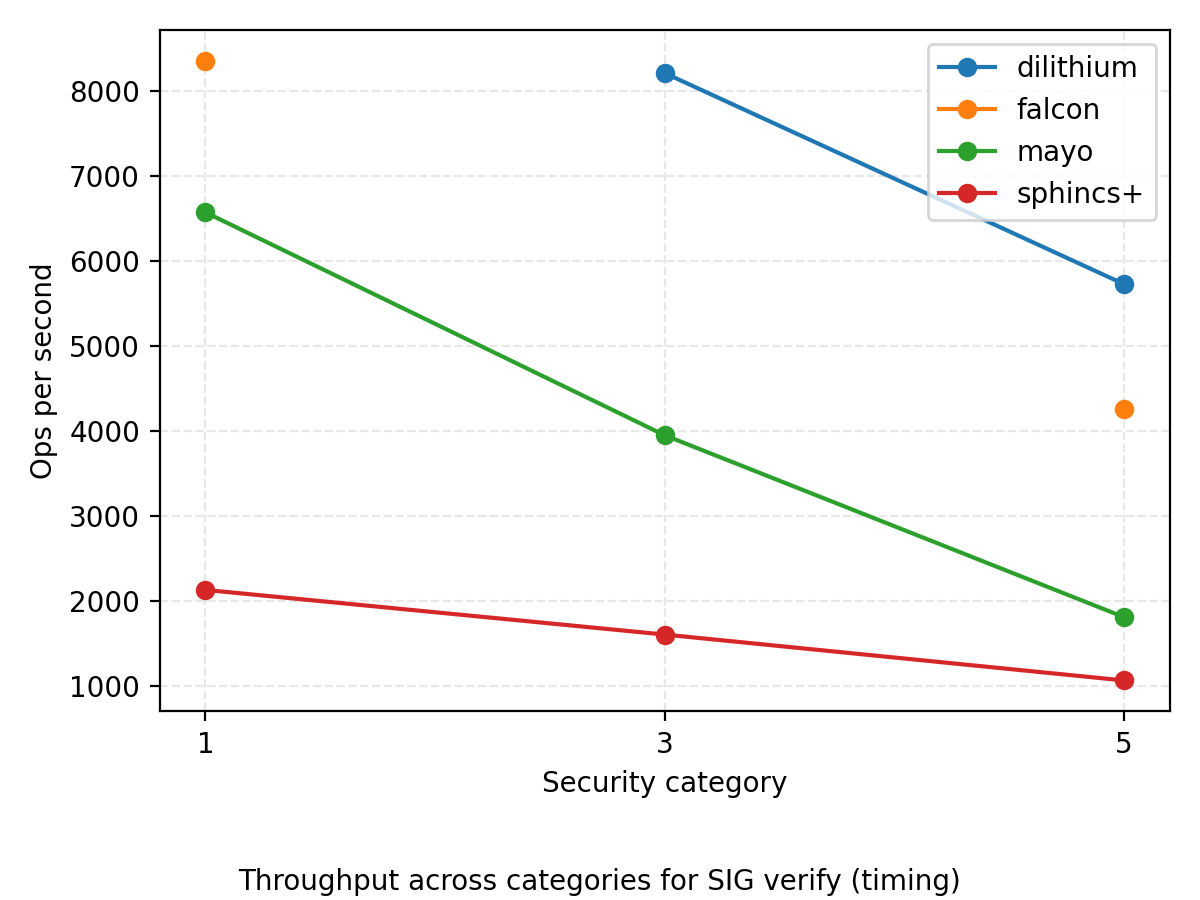 8000
7000
6000
5000
4000
3000
2000
1000
Ops per second
dilithium
falcon
mayo
sphincs+
1 3 5
Security category
Throughput across categories for SIG verify (timing)